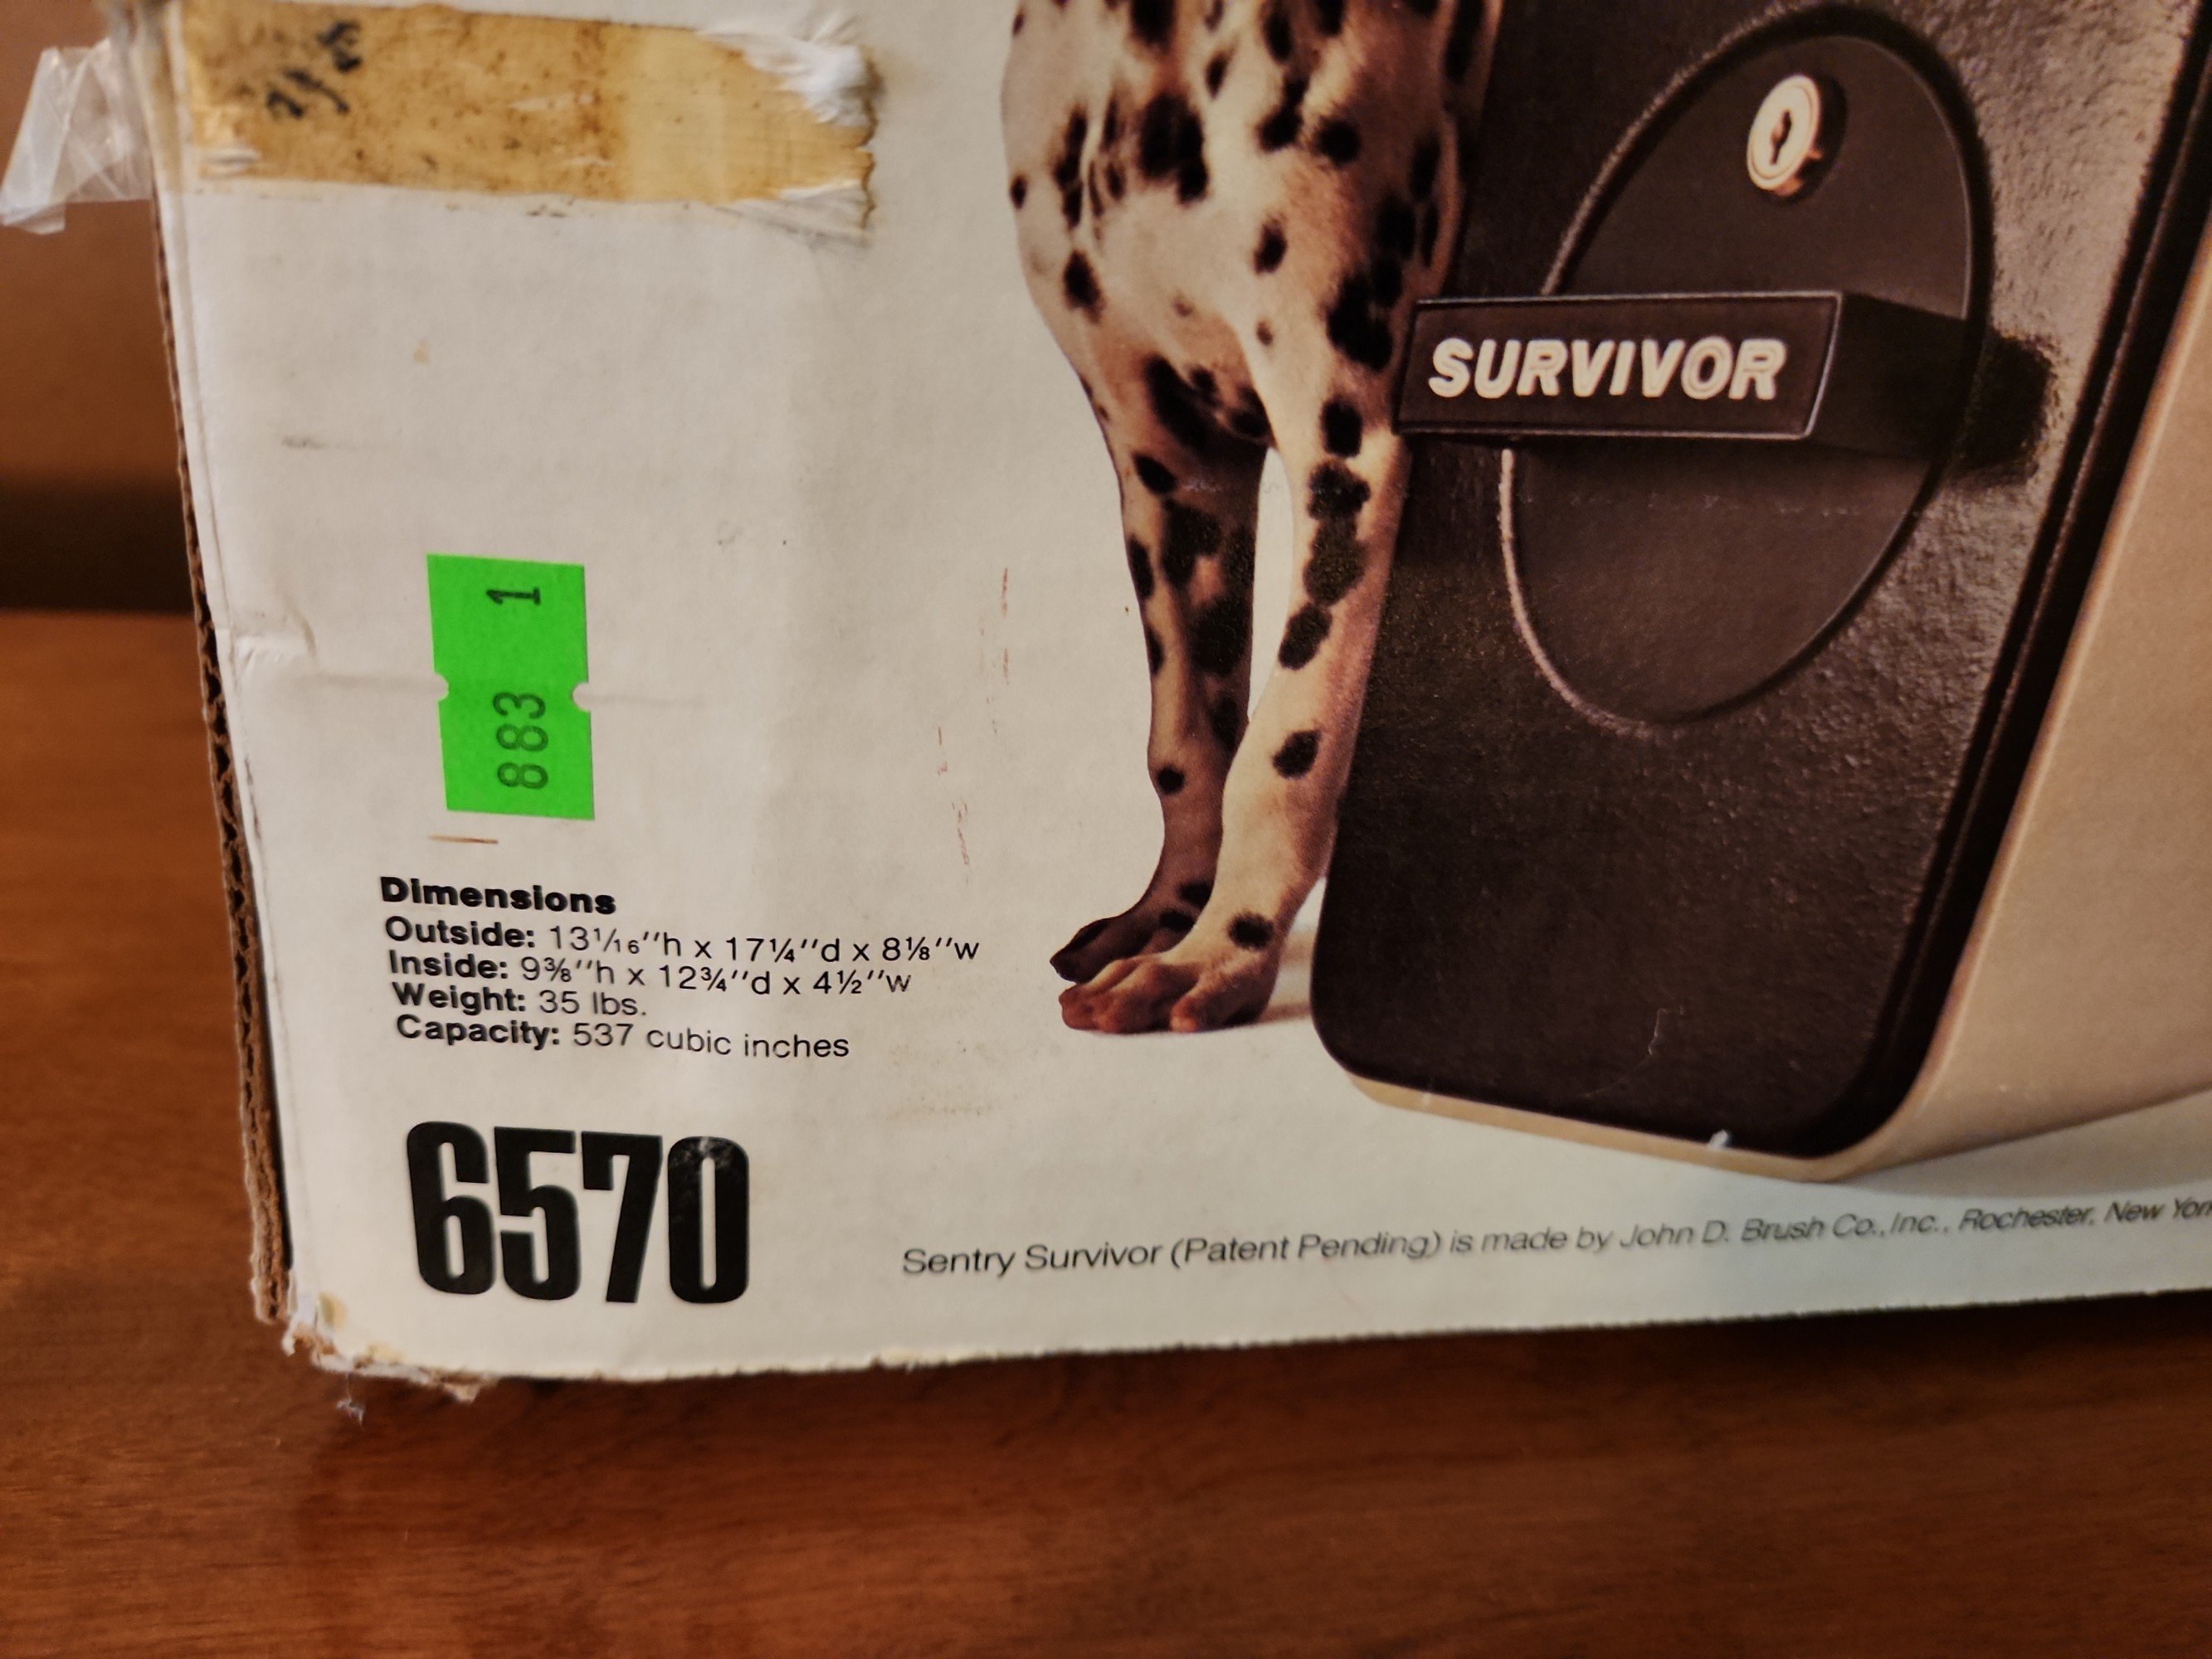 SURVIVOR
883 1
Dimensions
Outside: 13 1/16''h x 17¼''d x 8⅛''w
Inside: 9⅜''h x 12¾''d x 4½''w
Weight: 35 lbs.
Capacity: 537 cubic inches
6570
Sentry Survivor (Patent Pending) is made by John D. Brush Co., Inc., Rochester, New